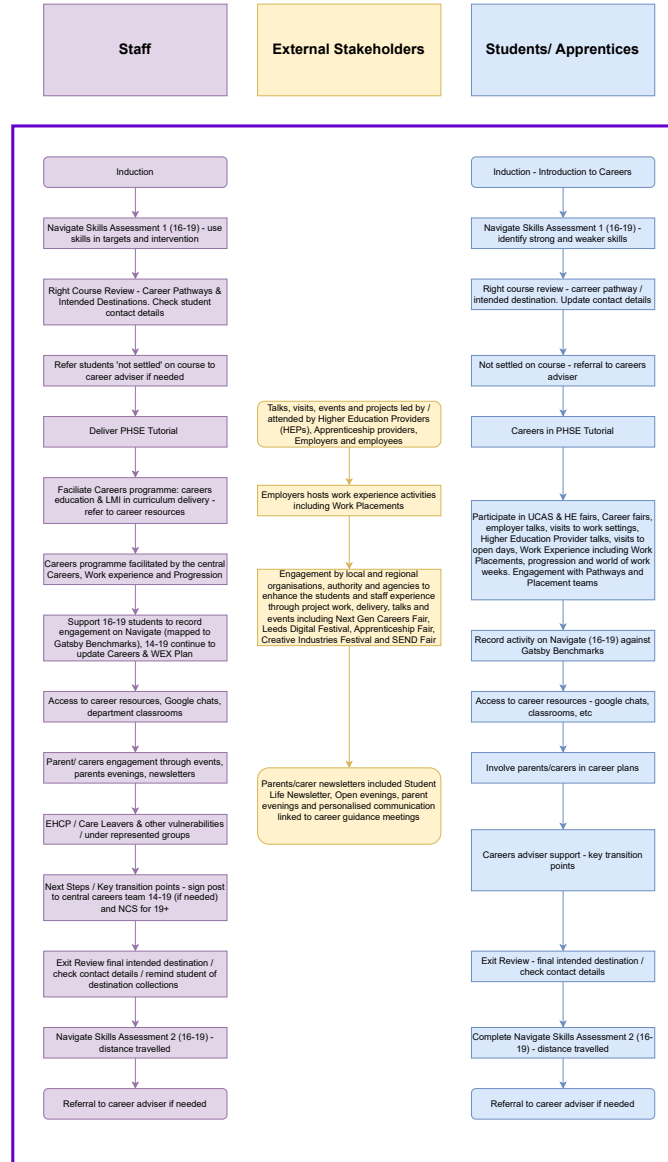 Staff
External Stakeholders
Students/ Apprentices
Induction
Navigate Skills Assessment 1 (16-19) - use
skills in targets and intervention
Right Course Review - Career Pathways &
Intended Destinations. Check student
contact details
Refer students 'not settled' on course to
career adviser if needed
Deliver PHSE Tutorial
Faciliate Careers programme: careers
education & LMI in curriculum delivery -
refer to career resources
Careers programme facilitated by the central
Careers, Work experience and Progression
Support 16-19 students to record
engagement on Navigate (mapped to
Gatsby Benchmarks), 14-19 continue to
update Careers & WEX Plan
Access to career resources, Google chats,
department classrooms
Parent/ carers engagement through events,
parents evenings, newsletters
EHCP / Care Leavers & other vulnerabilities
/ under represented groups
Next Steps / Key transition points - sign post
to central careers team 14-19 (if needed)
and NCS for 19+
Exit Review final intended destination /
check contact details / remind student of
destination collections
Navigate Skills Assessment 2 (16-19) -
distance travelled
Referral to career adviser if needed
Talks, visits, events and projects led by /
attended by Higher Education Providers
(HEPs), Apprenticeship providers,
Employers and employees
Employers hosts work experience activities
including Work Placements
Engagement by local and regional
organisations, authority and agencies to
enhance the students and staff experience
through project work, delivery, talks and
events including Next Gen Careers Fair,
Leeds Digital Festival, Apprenticeship Fair,
Creative Industries Festival and SEND Fair
Parents/carer newsletters included Student
Life Newsletter, Open evenings, parent
evenings and personalised communication
linked to career guidance meetings
Induction - Introduction to Careers
Navigate Skills Assessment 1 (16-19) -
identify strong and weaker skills
Right course review - career pathway /
intended destination. Update contact details
Not settled on course - referral to careers
adviser
Careers in PHSE Tutorial
Participate in UCAS & HE fairs, Career fairs,
employer talks, visits to work settings,
Higher Education Provider talks, visits to
open days, Work Experience including Work
Placements, progression and world of work
weeks. Engagement with Pathways and
Placement teams
Record activity on Navigate (16-19) against
Gatsby Benchmarks
Access to career resources - google chats,
classrooms, etc
Involve parents/carers in career plans
Careers adviser support - key transition
points
Exit Review - final intended destination /
check contact details
Complete Navigate Skills Assessment 2 (16-
19) - distance travelled
Referral to career adviser if needed